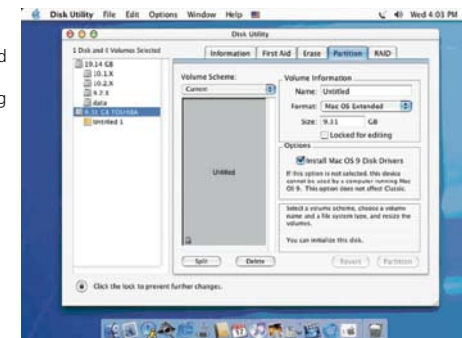 d
g
Disk Utility File Edit Options Window Help Wed 4:03 PM
Disk Utility
1 Disk and 0 Volumes Selected
Information First Aid Erase Partition RAID
19.14 GB
10.1.X
10.2.X
9.2.X
data
9.31 GB TOSHIBA
Untitled 1
Volume Scheme:
Current
Untitled
Split Delete
Volume Information
Name: Untitled
Format: Mac OS Extended
Size: 9.31 GB
Locked for editing
Options
Install Mac OS 9 Disk Drivers
If this option is not selected, this device
cannot be used by a computer running Mac
OS 9. This option does not affect Classic.
Select a volume scheme, choose a volume
name and a file system type, and resize the
volumes.
You can initialize this disk.
Revert Partition
Click the lock to prevent further changes.